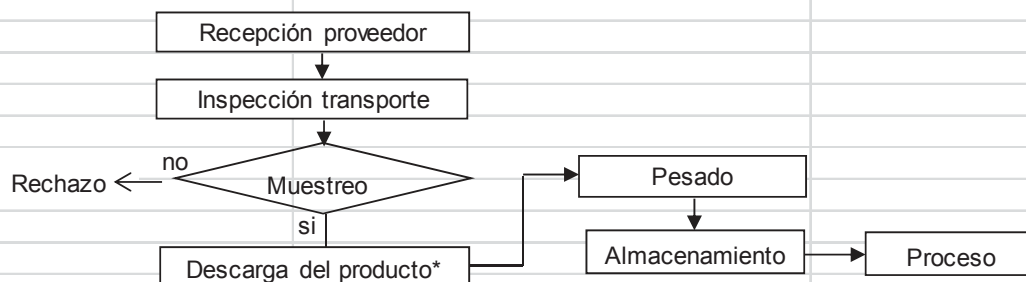 Recepción proveedor
Inspección transporte
no
Rechazo
Muestreo
si
Descarga del producto*
Pesado
Almacenamiento
Proceso